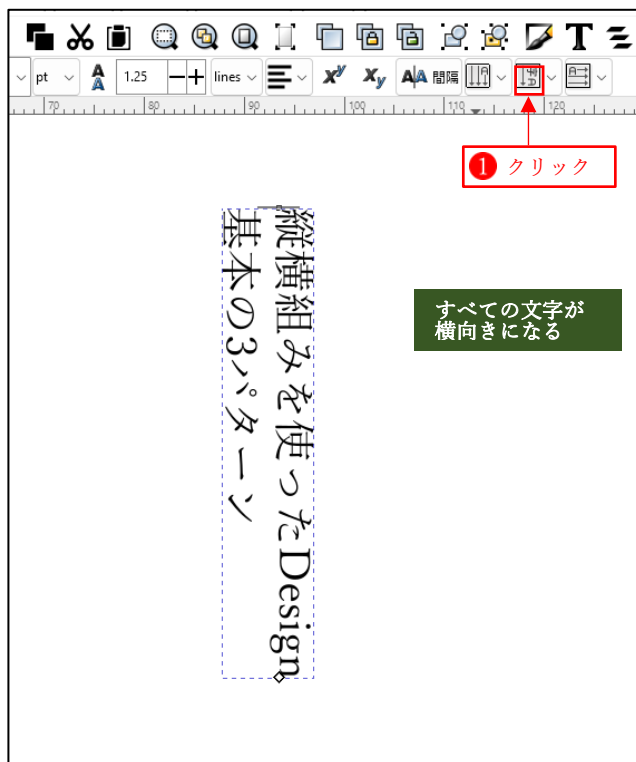 pt
1.25
lines
間隔
70
80
90
100
110
120
1 クリック
縦横組みを使ったDesign
基本の3パターン
すべての文字が
横向きになる